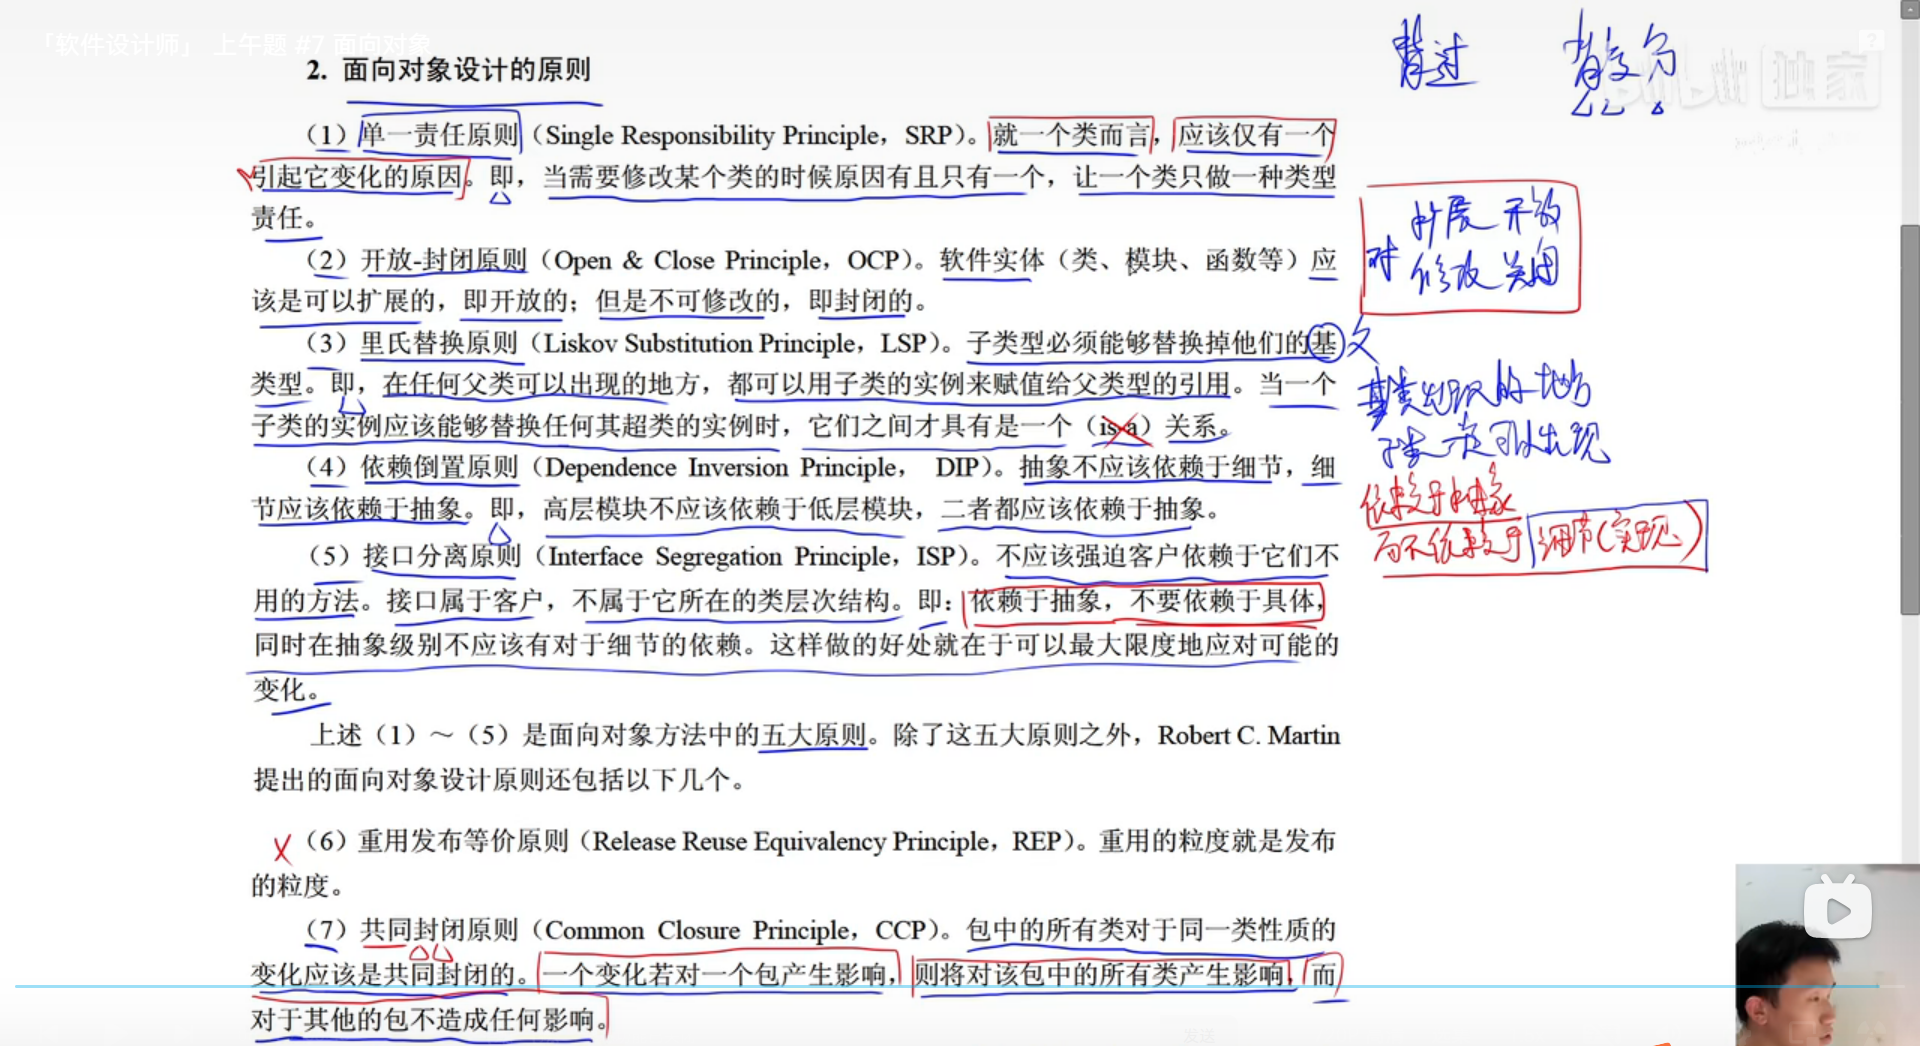 「软件设计师」 上午题 #7 面向对象
2. 面向对象设计的原则
（1）单一责任原则（Single Responsibility Principle，SRP）。就一个类而言，应该仅有一个
引起它变化的原因。即，当需要修改某个类的时候原因有且只有一个，让一个类只做一种类型
责任。
（2）开放-封闭原则（Open & Close Principle，OCP）。软件实体（类、模块、函数等）应
该是可以扩展的，即开放的；但是不可修改的，即封闭的。
（3）里氏替换原则（Liskov Substitution Principle，LSP）。子类型必须能够替换掉他们的基
类型。即，在任何父类可以出现的地方，都可以用子类的实例来赋值给父类型的引用。当一个
子类的实例应该能够替换任何其超类的实例时，它们之间才具有是一个（is-a）关系。
（4）依赖倒置原则（Dependence Inversion Principle， DIP）。抽象不应该依赖于细节，细
节应该依赖于抽象。即，高层模块不应该依赖于低层模块，二者都应该依赖于抽象。
（5）接口分离原则（Interface Segregation Principle，ISP）。不应该强迫客户依赖于它们不
用的方法。接口属于客户，不属于它所在的类层次结构。即：依赖于抽象，不要依赖于具体，
同时在抽象级别不应该有对于细节的依赖。这样做的好处就在于可以最大限度地应对可能的
变化。
上述（1）～（5）是面向对象方法中的五大原则。除了这五大原则之外，Robert C. Martin
提出的面向对象设计原则还包括以下几个。
（6）重用发布等价原则（Release Reuse Equivalency Principle，REP）。重用的粒度就是发布
的粒度。
（7）共同封闭原则（Common Closure Principle，CCP）。包中的所有类对于同一类性质的
变化应该是共同封闭的。一个变化若对一个包产生影响，则将对该包中的所有类产生影响，而
对于其他的包不造成任何影响。
独家
对
扩展 开放
修改 关闭
父
基类出现的地方
子类一定可以出现
依赖于抽象
而不依赖于 细节(实现)
发送